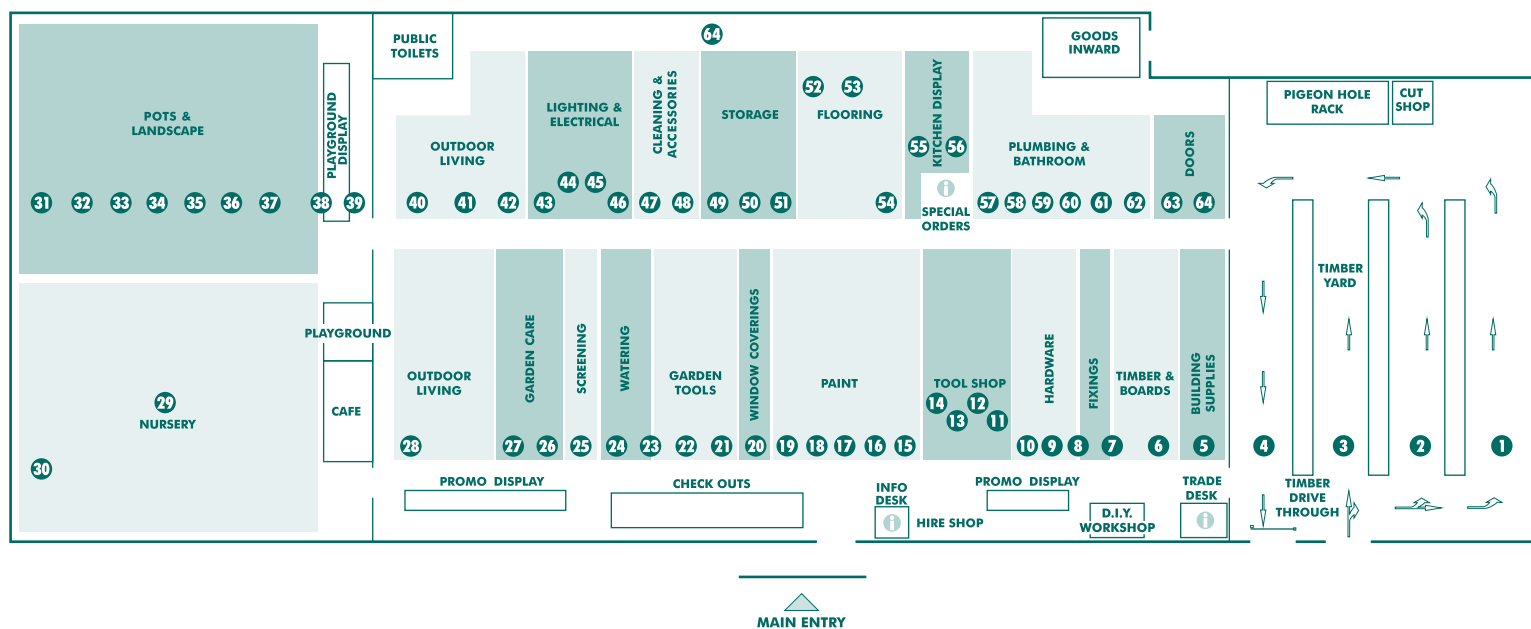 64
PUBLIC
TOILETS
GOODS
INWARD
POTS &
LANDSCAPE
PLAYGROUND
DISPLAY
31 32 33 34 35 36 37 38 39
OUTDOOR
LIVING
40 41 42
LIGHTING &
ELECTRICAL
44 45
43 46
CLEANING &
ACCESSORIES
47 48
STORAGE
49 50 51
52 53
FLOORING
54
KITCHEN DISPLAY
55 56
i
SPECIAL
ORDERS
PLUMBING &
BATHROOM
57 58 59 60 61 62
DOORS
63 64
PIGEON HOLE
RACK
CUT
SHOP
TIMBER
YARD
4 3 2 1
TIMBER
DRIVE
THROUGH
29
NURSERY
30
PLAYGROUND
CAFE
OUTDOOR
LIVING
28
GARDEN CARE
27 26
SCREENING
25
WATERING
24 23
GARDEN
TOOLS
22 21
WINDOW COVERINGS
20
PAINT
19 18 17 16 15
TOOL SHOP
14 12
13 11
HARDWARE
10 9 8
FIXINGS
7
TIMBER &
BOARDS
6
BUILDING
SUPPLIES
5
PROMO DISPLAY
CHECK OUTS
INFO
DESK
i
HIRE SHOP
PROMO DISPLAY
D.I.Y.
WORKSHOP
TRADE
DESK
i
MAIN ENTRY